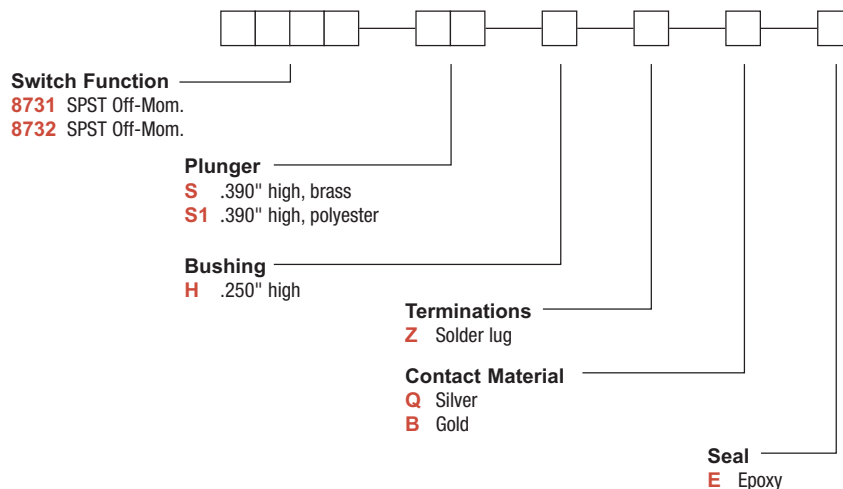 Switch Function
8731 SPST Off-Mom.
8732 SPST Off-Mom.
Plunger
S .390" high, brass
S1 .390" high, polyester
Bushing
H .250" high
Terminations
Z Solder lug
Contact Material
Q Silver
B Gold
Seal
E Epoxy